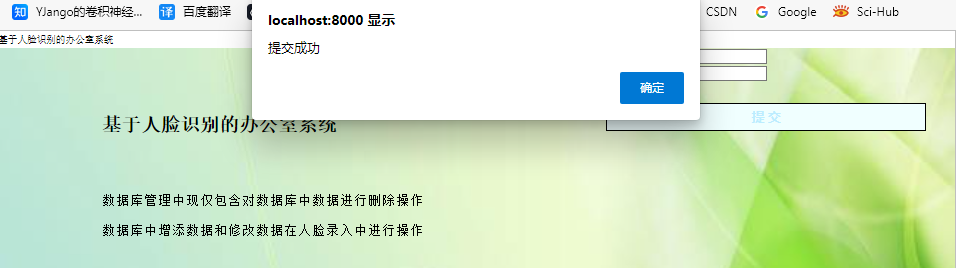 YJango的卷积神经... 百度翻译 CSDN Google Sci-Hub
localhost:8000 显示
提交成功
确定
基于人脸识别的办公室系统
提交
基于人脸识别的办公室系统
数据库管理中现仅包含对数据库中数据进行删除操作
数据库中增添数据和修改数据在人脸录入中进行操作